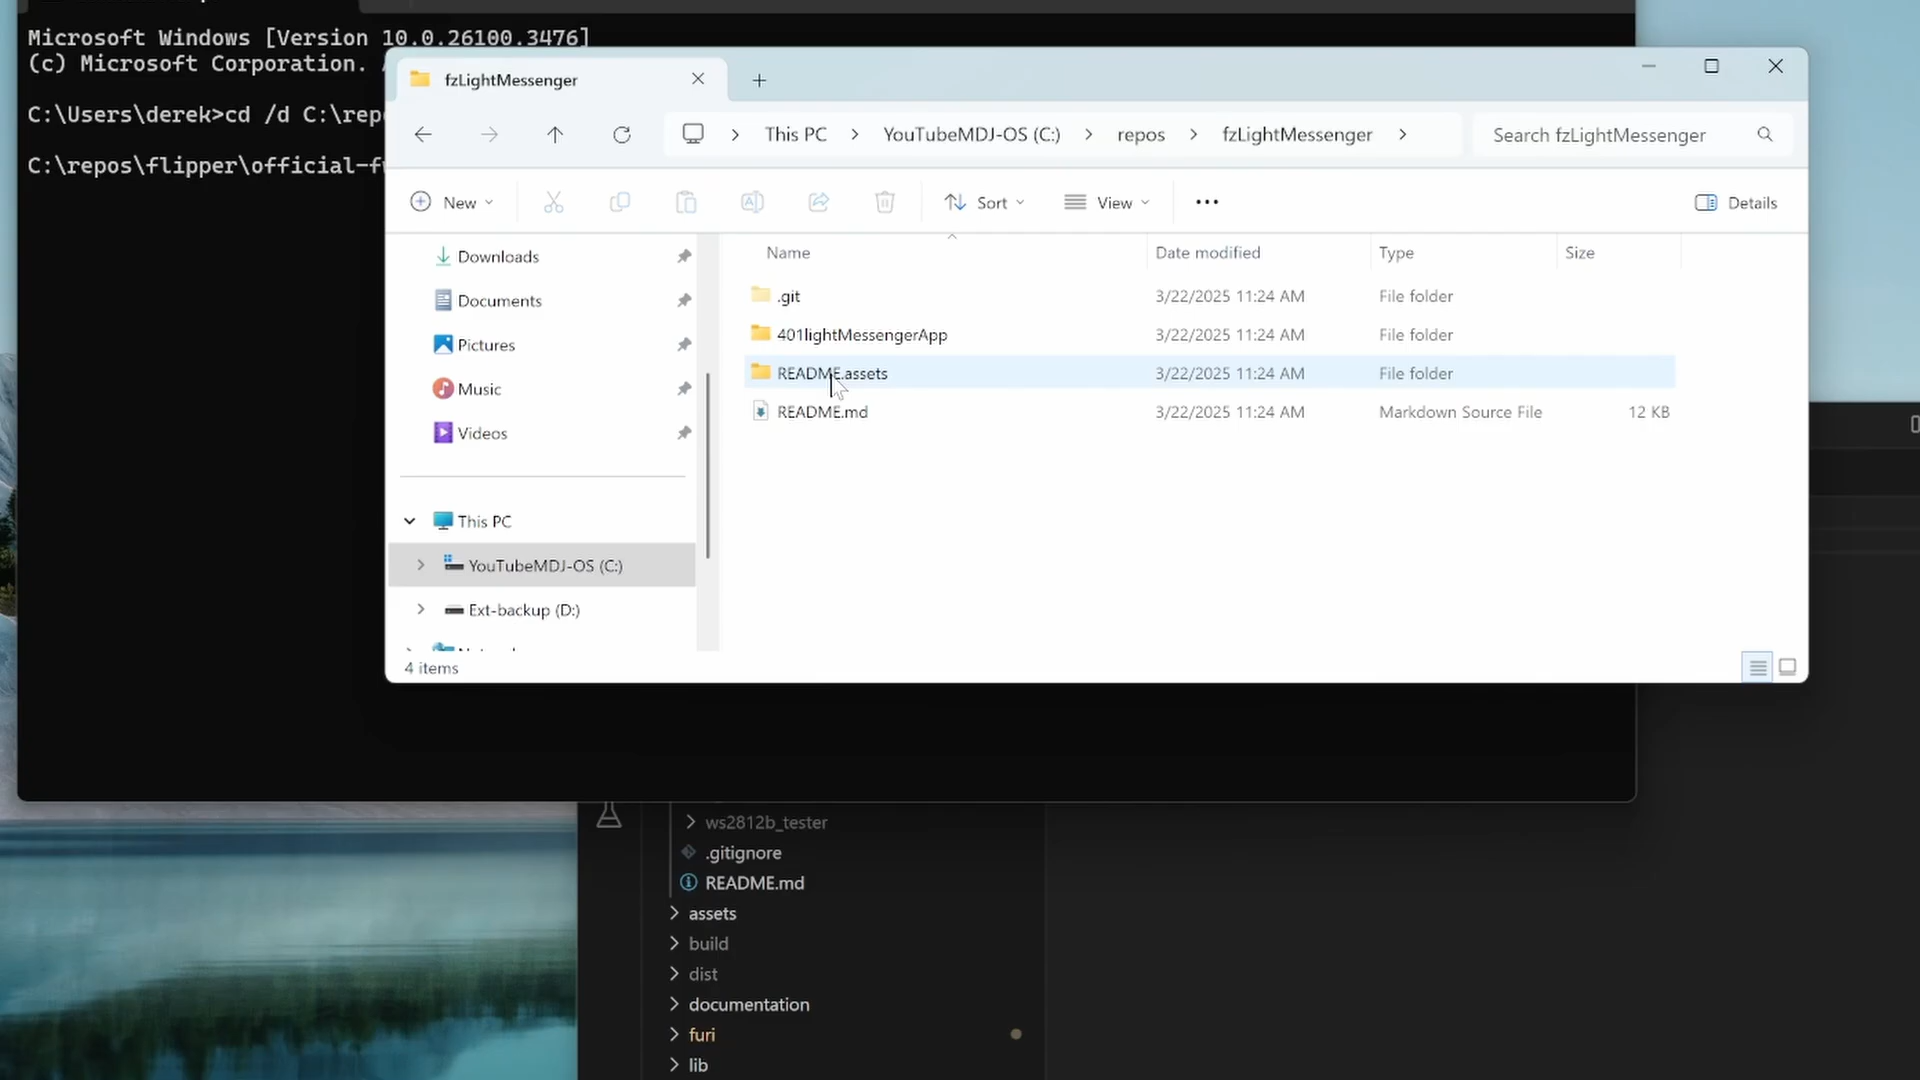 Microsoft Windows [Version 10.0.26100.3476]
(c) Microsoft Corporation.
C:\Users\derek>cd /d C:\rep
C:\repos\flipper\official-f
fzLightMessenger
This PC
YouTubeMDJ-OS (C:)
repos
fzLightMessenger
Search fzLightMessenger
New
Sort
View
Details
Downloads
Documents
Pictures
Music
Videos
This PC
YouTubeMDJ-OS (C:)
Ext-backup (D:)
Name Date modified Type Size
.git 3/22/2025 11:24 AM File folder
401lightMessengerApp 3/22/2025 11:24 AM File folder
README.assets 3/22/2025 11:24 AM File folder
README.md 3/22/2025 11:24 AM Markdown Source File 12 KB
4 items
ws2812b_tester
.gitignore
README.md
assets
build
dist
documentation
furi
lib